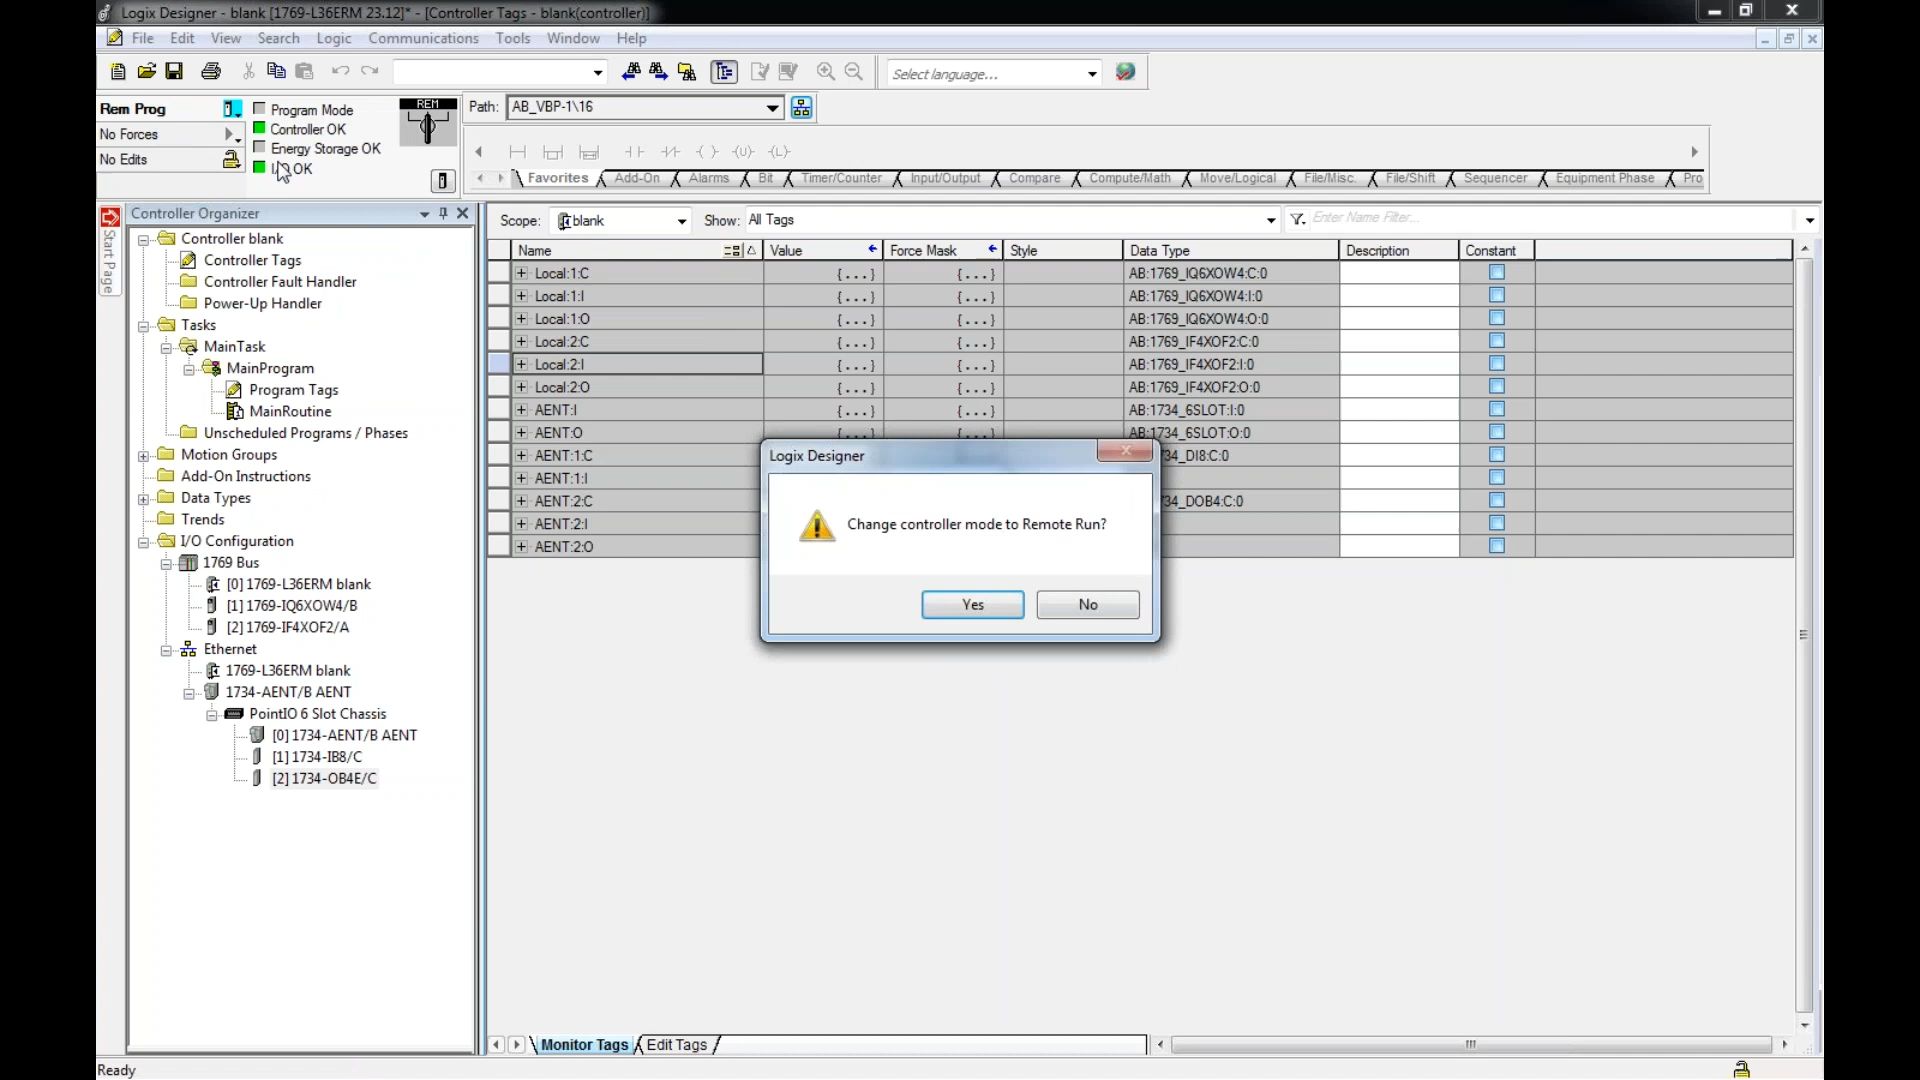 Logix Designer - blank [1769-L36ERM 23.12]* - [Controller Tags - blank(controller)]
File Edit View Search Logic Communications Tools Window Help
Select language...
Rem Prog
No Forces
No Edits
Program Mode
Controller OK
Energy Storage OK
OK
REM
Path: AB_VBP-1\16
Favorites Add-On Alarms Bit Timer/Counter Input/Output Compare Compute/Math Move/Logical File/Misc. File/Shift Sequencer Equipment Phase Pro
Start Page
Controller Organizer
Controller blank
Controller Tags
Controller Fault Handler
Power-Up Handler
Tasks
MainTask
MainProgram
Program Tags
MainRoutine
Unscheduled Programs / Phases
Motion Groups
Add-On Instructions
Data Types
Trends
I/O Configuration
1769 Bus
[0] 1769-L36ERM blank
[1] 1769-IQ6XOW4/B
[2] 1769-IF4XOF2/A
Ethernet
1769-L36ERM blank
1734-AENT/B AENT
PointIO 6 Slot Chassis
[0] 1734-AENT/B AENT
[1] 1734-IB8/C
[2] 1734-OB4E/C
Scope: blank Show: All Tags Enter Name Filter...
Name Value Force Mask Style Data Type Description Constant
Local:1:C {...} {...} AB:1769_IQ6XOW4:C:0
Local:1:I {...} {...} AB:1769_IQ6XOW4:I:0
Local:1:O {...} {...} AB:1769_IQ6XOW4:O:0
Local:2:C {...} {...} AB:1769_IF4XOF2:C:0
Local:2:I {...} {...} AB:1769_IF4XOF2:I:0
Local:2:O {...} {...} AB:1769_IF4XOF2:O:0
AENT:I {...} {...} AB:1734_6SLOT:I:0
AENT:O {...} {...} AB:1734_6SLOT:O:0
AENT:1:C 34_DI8:C:0
AENT:1:I
AENT:2:C 34_DOB4:C:0
AENT:2:I
AENT:2:O
Logix Designer
Change controller mode to Remote Run?
Yes No
Monitor Tags Edit Tags
Ready